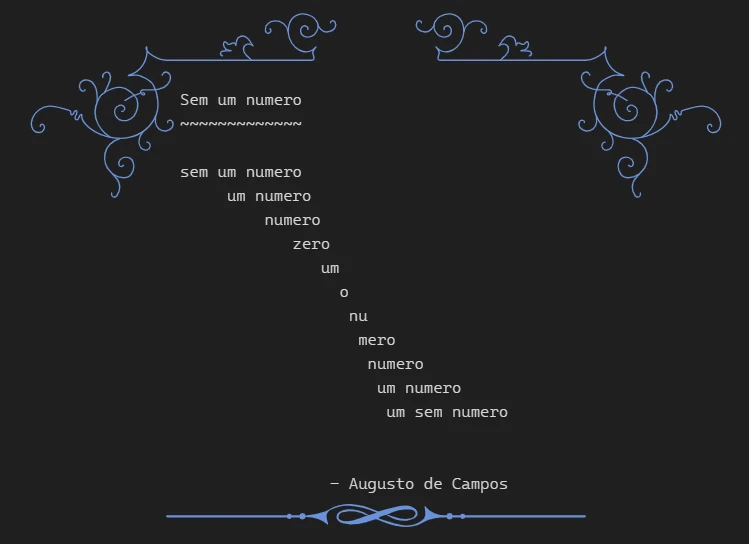 Sem um numero
~~~~~~~~~~~~~
sem um numero
um numero
numero
zero
um
o
nu
mero
numero
um numero
um sem numero
— Augusto de Campos